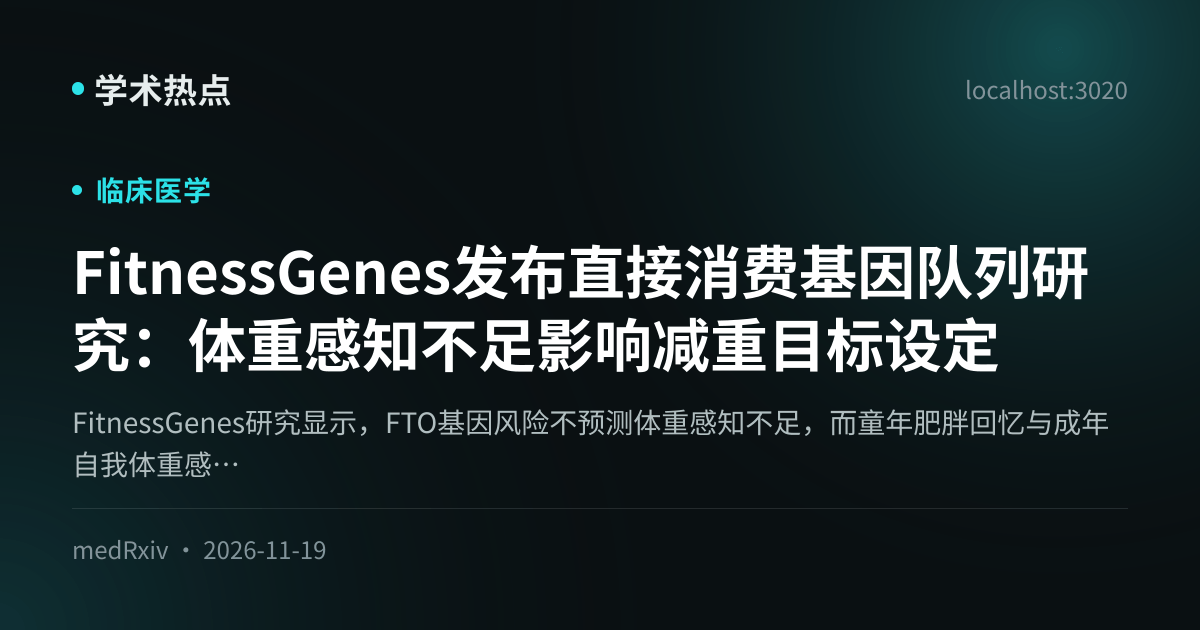 学术热点
localhost:3020
临床医学
FitnessGenes发布直接消费基因队列研
究：体重感知不足影响减重目标设定
FitnessGenes研究显示，FTO基因风险不预测体重感知不足，而童年肥胖回忆与成年
自我体重感…
medRxiv • 2026-11-19